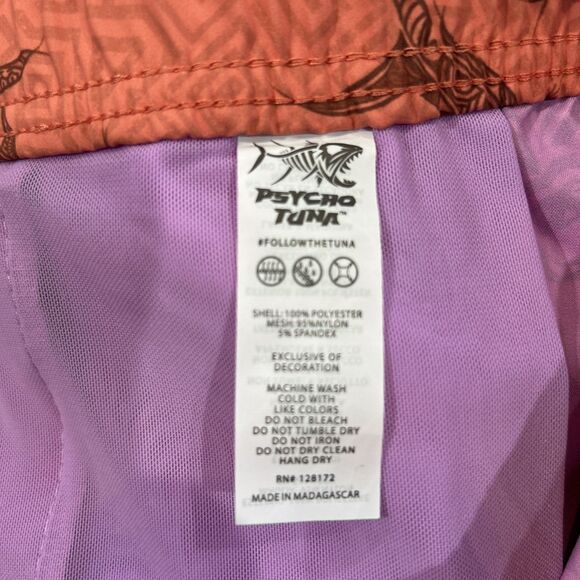 PSYCHO
TUNA™
#FOLLOWTHETUNA
SHELL: 100% POLYESTER
MESH: 95%NYLON
5% SPANDEX
EXCLUSIVE OF
DECORATION
MACHINE WASH
COLD WITH
LIKE COLORS
DO NOT BLEACH
DO NOT TUMBLE DRY
DO NOT IRON
DO NOT DRY CLEAN
HANG DRY
RN# 128172
MADE IN MADAGASCAR